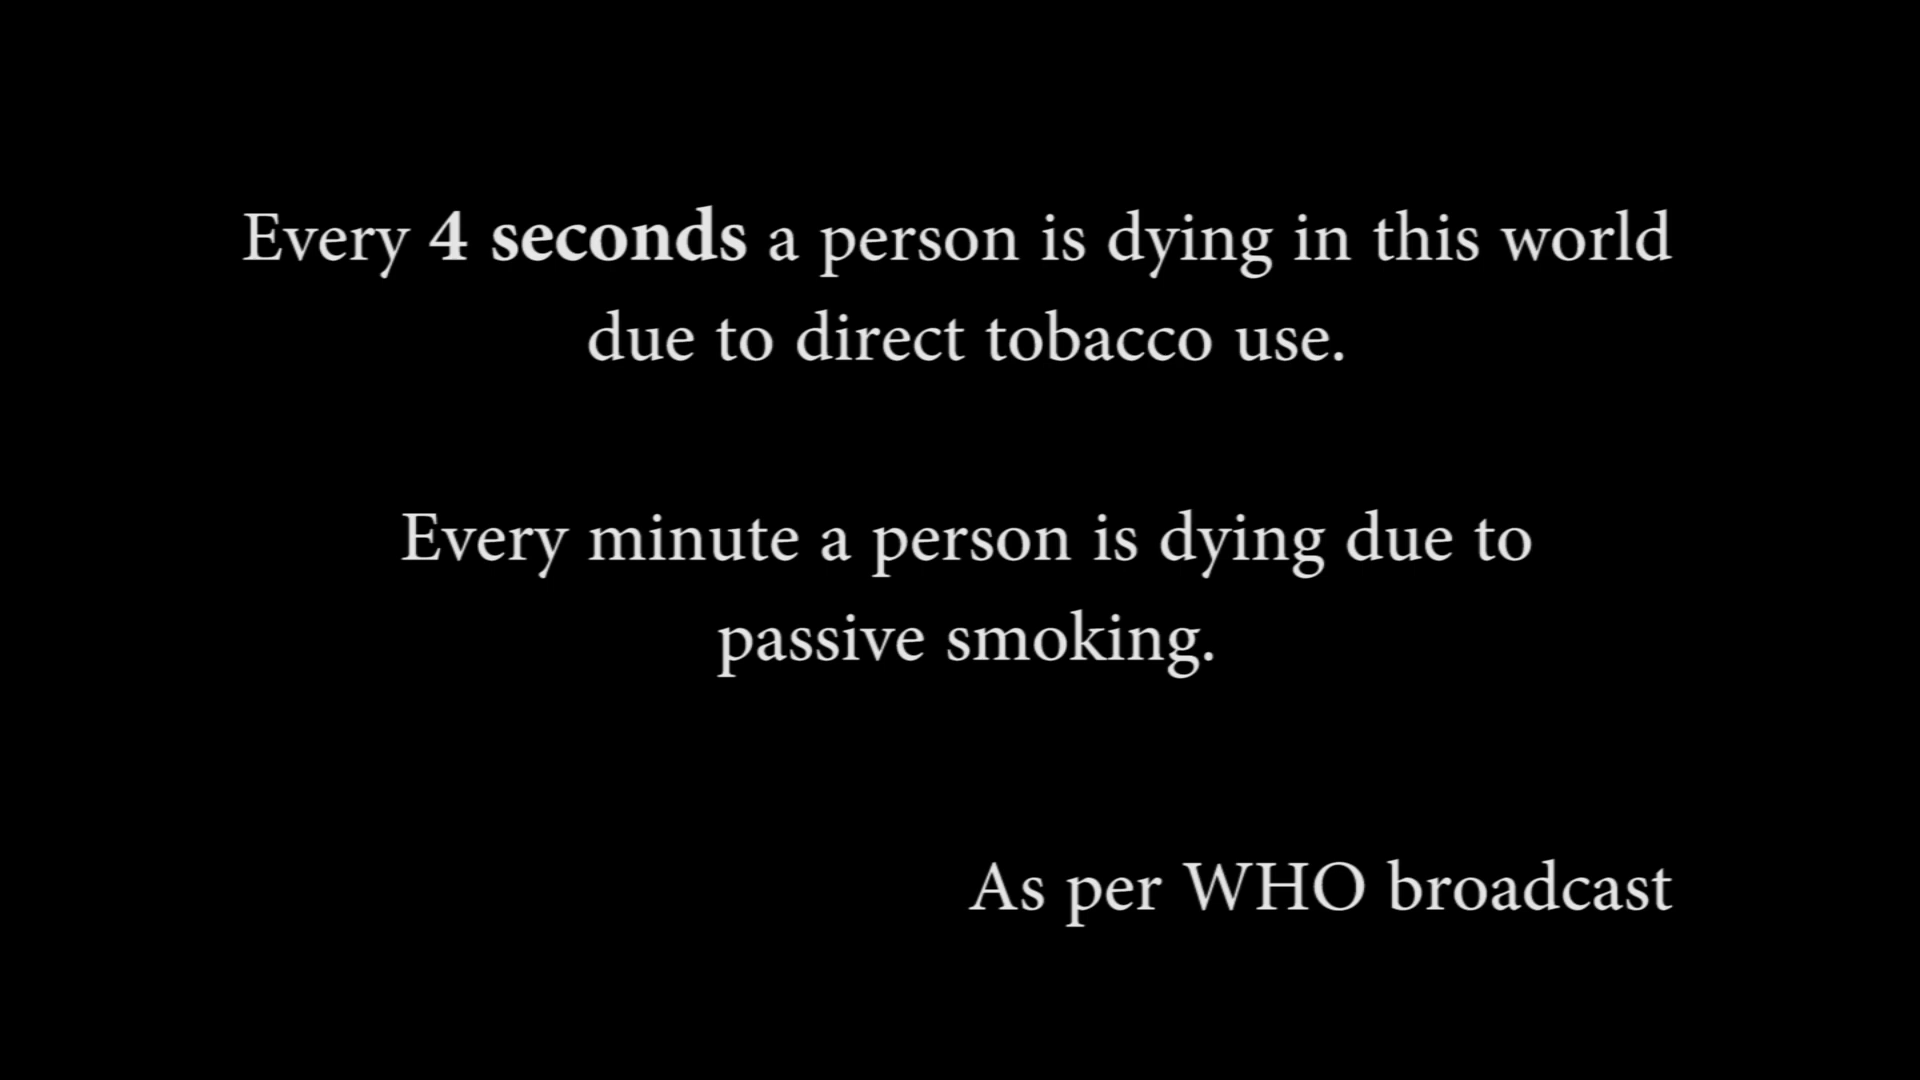 Every 4 seconds a person is dying in this world
due to direct tobacco use.
Every minute a person is dying due to
passive smoking.
As per WHO broadcast